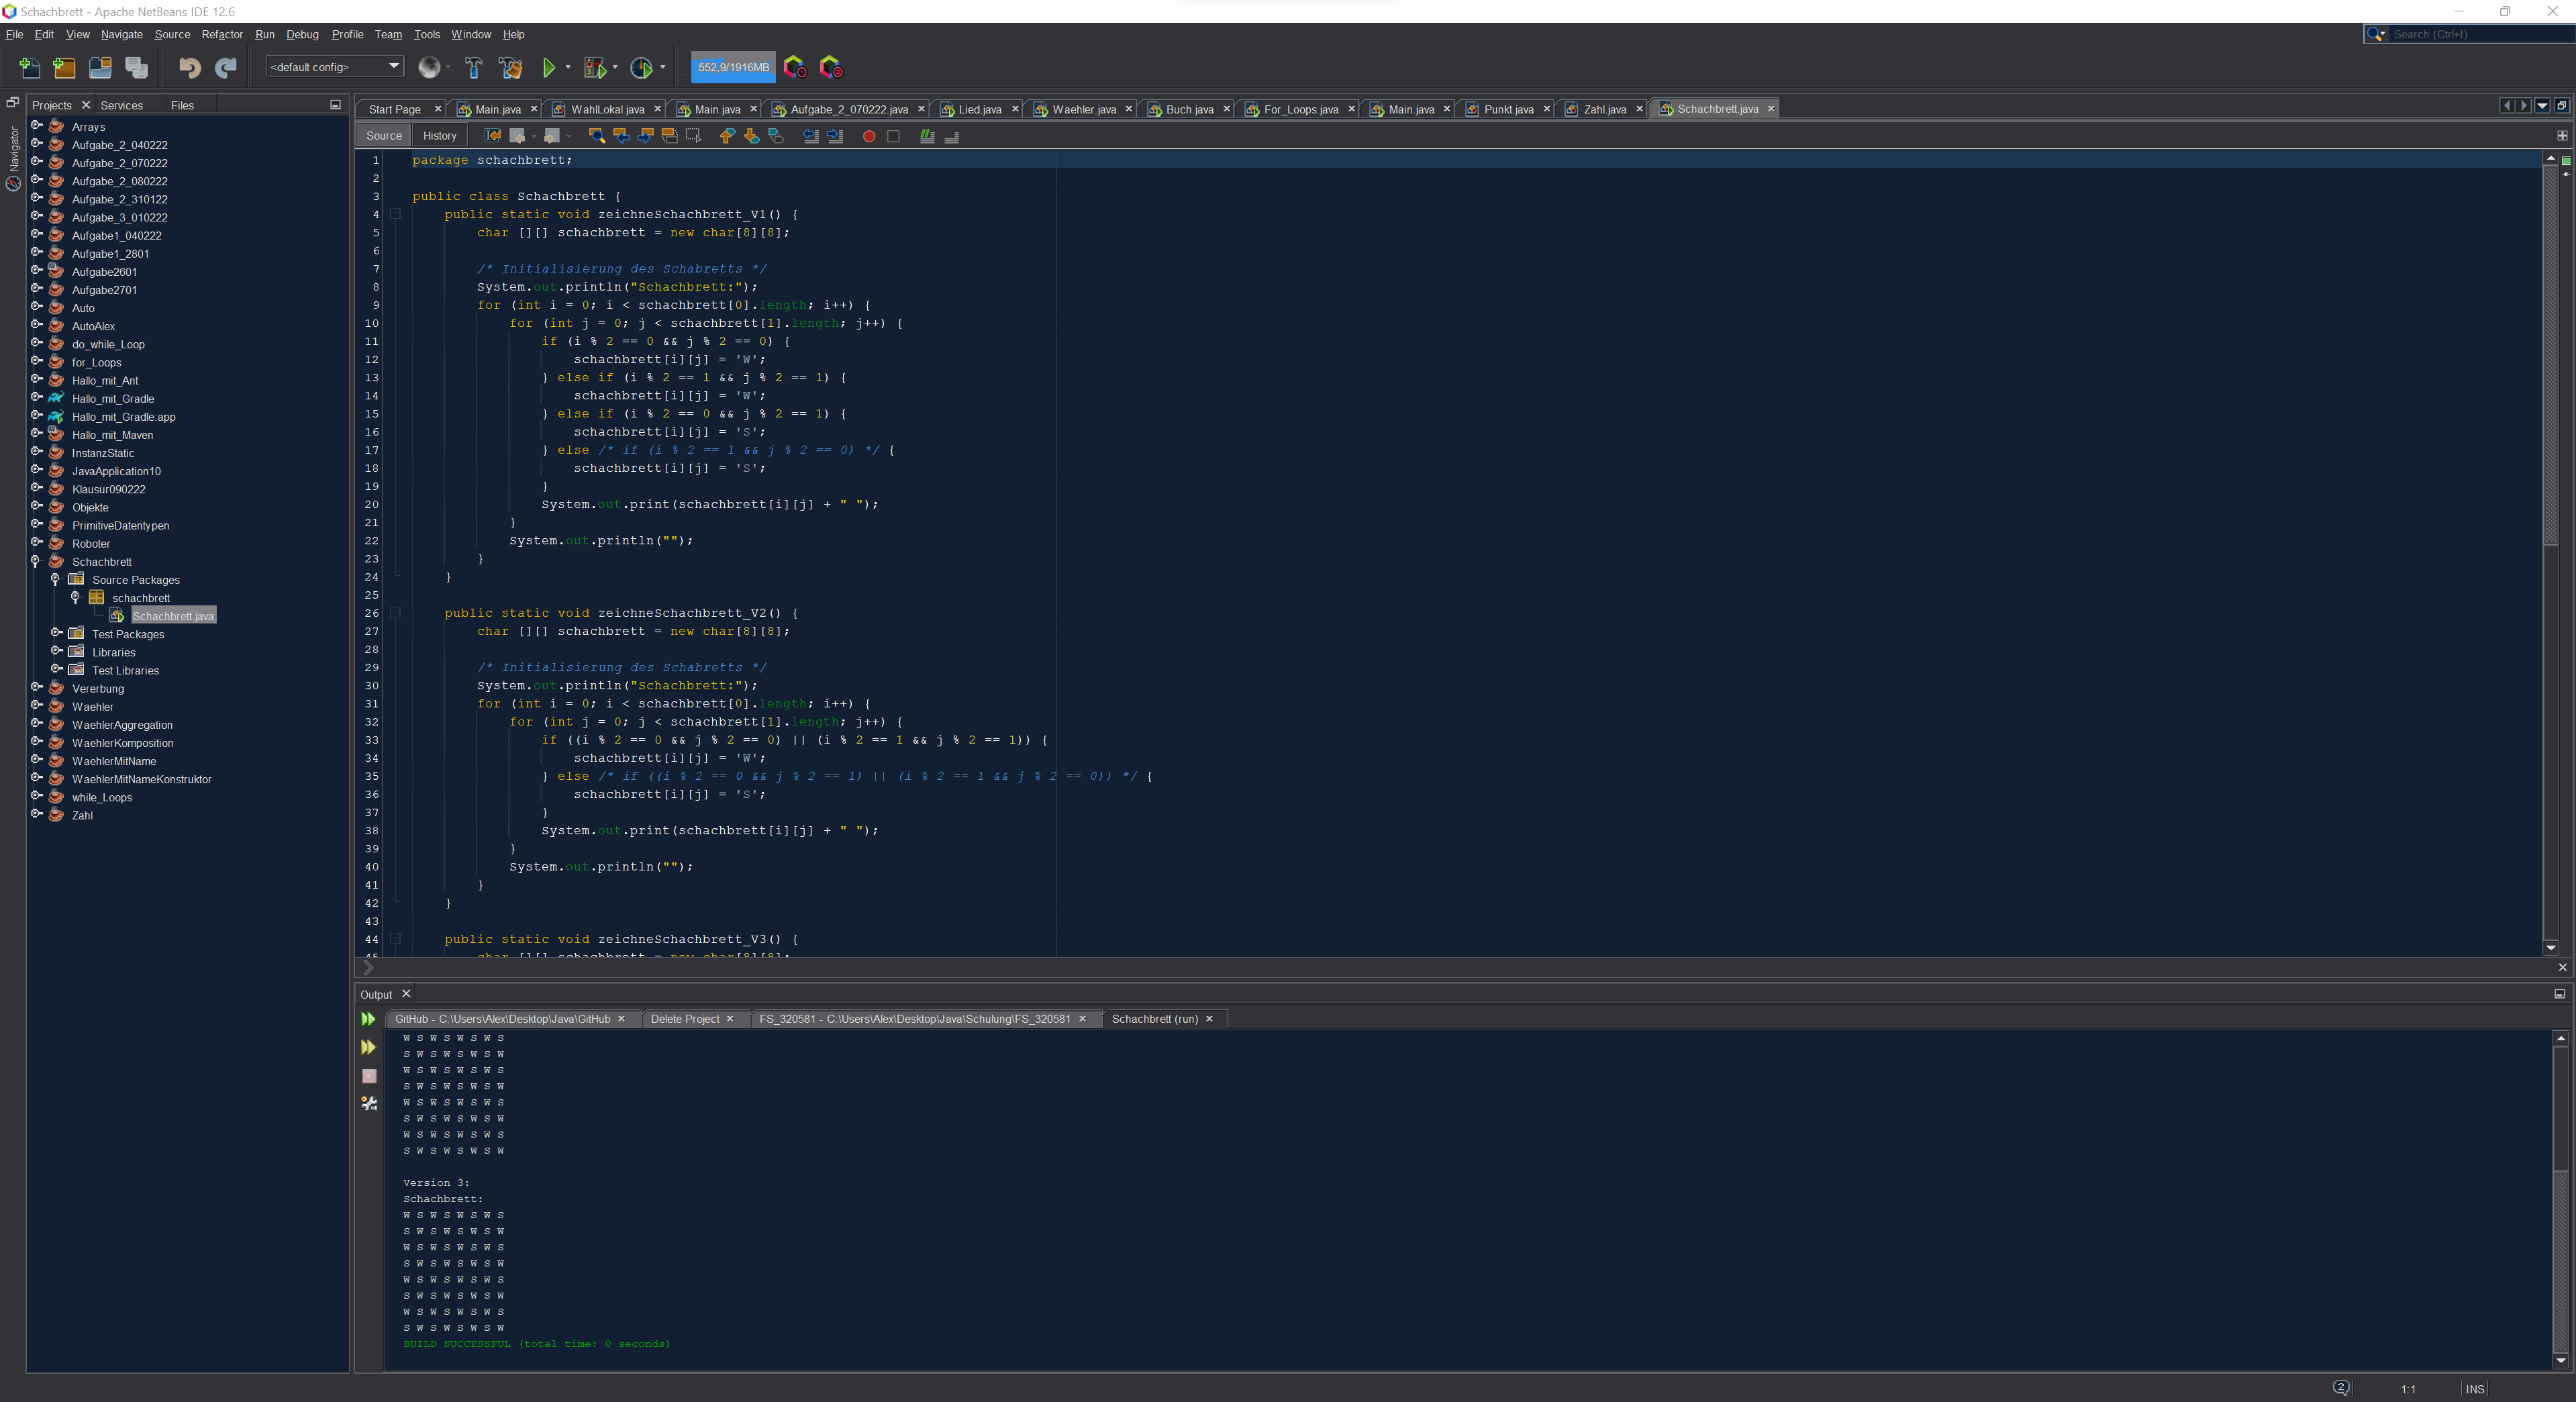 Schachbrett - Apache NetBeans IDE 12.6
File Edit View Navigate Source Refactor Run Debug Profile Team Tools Window Help
Search (Ctrl+I)
<default config>
552,9/1916MB
Projects Services Files
Navigator
Arrays
Aufgabe_2_040222
Aufgabe_2_070222
Aufgabe_2_080222
Aufgabe_2_310122
Aufgabe_3_010222
Aufgabe1_040222
Aufgabe1_2801
Aufgabe2601
Aufgabe2701
Auto
AutoAlex
do_while_Loop
for_Loops
Hallo_mit_Ant
Hallo_mit_Gradle
Hallo_mit_Gradle:app
Hallo_mit_Maven
InstanzStatic
JavaApplication10
Klausur090222
Objekte
PrimitiveDatentypen
Roboter
Schachbrett
Source Packages
schachbrett
Schachbrett.java
Test Packages
Libraries
Test Libraries
Vererbung
Waehler
WaehlerAggregation
WaehlerKomposition
WaehlerMitName
WaehlerMitNameKonstruktor
while_Loops
Zahl
Start Page Main.java WahlLokal.java Main.java Aufgabe_2_070222.java Lied.java Waehler.java Buch.java For_Loops.java Main.java Punkt.java Zahl.java Schachbrett.java
Source History
1 package schachbrett;
2
3 public class Schachbrett {
4 public static void zeichneSchachbrett_V1() {
5 char [][] schachbrett = new char[8][8];
6
7 /* Initialisierung des Schabretts */
8 System.out.println("Schachbrett:");
9 for (int i = 0; i < schachbrett[0].length; i++) {
10 for (int j = 0; j < schachbrett[1].length; j++) {
11 if (i % 2 == 0 && j % 2 == 0) {
12 schachbrett[i][j] = 'W';
13 } else if (i % 2 == 1 && j % 2 == 1) {
14 schachbrett[i][j] = 'W';
15 } else if (i % 2 == 0 && j % 2 == 1) {
16 schachbrett[i][j] = 'S';
17 } else /* if (i % 2 == 1 && j % 2 == 0) */ {
18 schachbrett[i][j] = 'S';
19 }
20 System.out.print(schachbrett[i][j] + " ");
21 }
22 System.out.println("");
23 }
24 }
25
26 public static void zeichneSchachbrett_V2() {
27 char [][] schachbrett = new char[8][8];
28
29 /* Initialisierung des Schabretts */
30 System.out.println("Schachbrett:");
31 for (int i = 0; i < schachbrett[0].length; i++) {
32 for (int j = 0; j < schachbrett[1].length; j++) {
33 if ((i % 2 == 0 && j % 2 == 0) || (i % 2 == 1 && j % 2 == 1)) {
34 schachbrett[i][j] = 'W';
35 } else /* if ((i % 2 == 0 && j % 2 == 1) || (i % 2 == 1 && j % 2 == 0)) */ {
36 schachbrett[i][j] = 'S';
37 }
38 System.out.print(schachbrett[i][j] + " ");
39 }
40 System.out.println("");
41 }
42 }
43
44 public static void zeichneSchachbrett_V3() {
45 char [][] schachbrett = new char[8][8];
Output
GitHub - C:\Users\Alex\Desktop\Java\GitHub Delete Project FS_320581 - C:\Users\Alex\Desktop\Java\Schulung\FS_320581 Schachbrett (run)
W S W S W S W S
S W S W S W S W
W S W S W S W S
S W S W S W S W
W S W S W S W S
S W S W S W S W
W S W S W S W S
S W S W S W S W
Version 3:
Schachbrett:
W S W S W S W S
S W S W S W S W
W S W S W S W S
S W S W S W S W
W S W S W S W S
S W S W S W S W
W S W S W S W S
S W S W S W S W
BUILD SUCCESSFUL (total time: 0 seconds)
2 1:1 INS